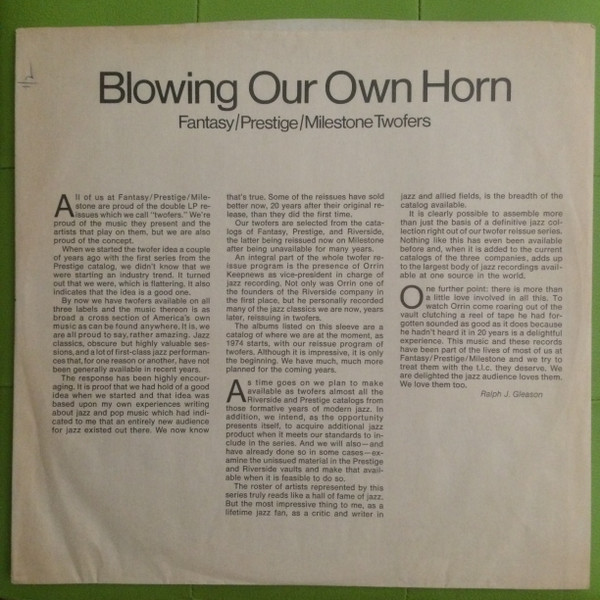 Blowing Our Own Horn
Fantasy/Prestige/Milestone Twofers
All of us at Fantasy/Prestige/Mile-
stone are proud of the double LP re-
issues which we call "twofers." We're
proud of the music they present and the
artists that play on them, but we are also
proud of the concept.
When we started the twofer idea a couple
of years ago with the first series from the
Prestige catalog, we didn't know that we
were starting an industry trend. It turned
out that we were, which is flattering. It also
indicates that the idea is a good one.
By now we have twofers available on all
three labels and the music thereon is as
broad a cross section of America's own
music as can be found anywhere. It is, we
are all proud to say, rather amazing. Jazz
classics, obscure but highly valuable ses-
sions, and a lot of first-class jazz performan-
ces that, for one reason or another, have not
been generally available in recent years.
The response has been highly encour-
aging. It is proof that we had hold of a good
idea when we started and that idea was
based upon my own experiences writing
about jazz and pop music which had indi-
cated to me that an entirely new audience
for jazz existed out there. We now know
that's true. Some of the reissues have sold
better now, 20 years after their original re-
lease, than they did the first time.
Our twofers are selected from the cata-
logs of Fantasy, Prestige, and Riverside,
the latter being reissued now on Milestone
after being unavailable for many years.
An integral part of the whole twofer re-
issue program is the presence of Orrin
Keepnews as vice-president in charge of
jazz recording. Not only was Orrin one of
the founders of the Riverside company in
the first place, but he personally recorded
many of the jazz classics we are now, years
later, reissuing in twofers.
The albums listed on this sleeve are a
catalog of where we are at the moment, as
1974 starts, with our reissue program of
twofers. Although it is impressive, it is only
the beginning. We have much, much more
planned for the coming years.
As time goes on we plan to make
available as twofers almost all the
Riverside and Prestige catalogs from
those formative years of modern jazz. In
addition, we intend, as the opportunity
presents itself, to acquire additional jazz
product when it meets our standards to in-
clude in the series. And we will also—and
have already done so in some cases—ex-
amine the unissued material in the Prestige
and Riverside vaults and make that avail-
able when it is feasible to do so.
The roster of artists represented by this
series truly reads like a hall of fame of jazz.
But the most impressive thing to me, as a
lifetime jazz fan, as a critic and writer in
jazz and allied fields, is the breadth of the
catalog available.
It is clearly possible to assemble more
than just the basis of a definitive jazz col-
lection right out of our twofer reissue series.
Nothing like this has even been available
before and, when it is added to the current
catalogs of the three companies, adds up
to the largest body of jazz recordings avail-
able at one source in the world.
One further point: there is more than
a little love involved in all this. To
watch Orrin come roaring out of the
vault clutching a reel of tape he had for-
gotten sounded as good as it does because
he hadn't heard it in 20 years is a delightful
experience. This music and these records
have been part of the lives of most of us at
Fantasy/Prestige/Milestone and we try to
treat them with the t.l.c. they deserve. We
are delighted the jazz audience loves them.
We love them too.
Ralph J. Gleason